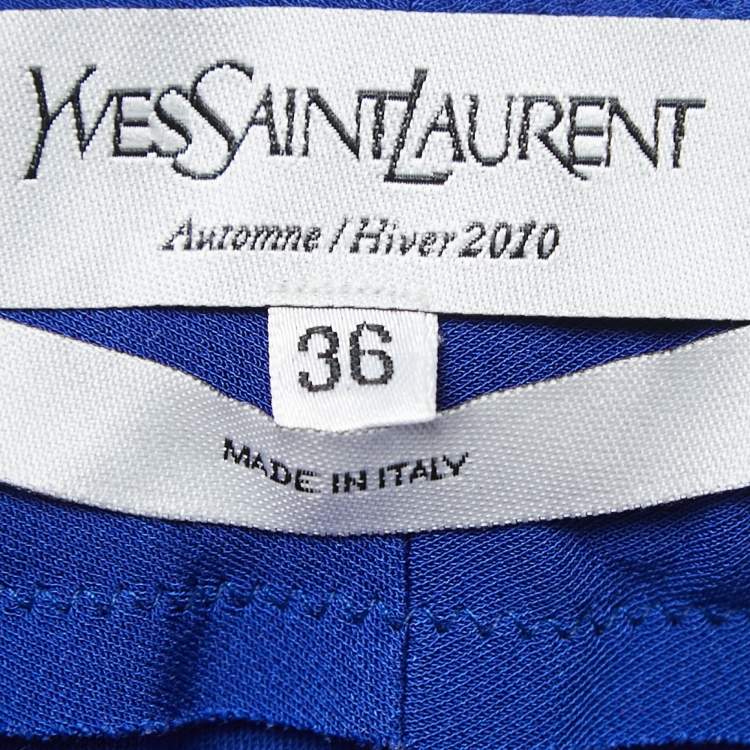 YVESSAINTLAURENT
Automne / Hiver 2010
36
MADE IN ITALY